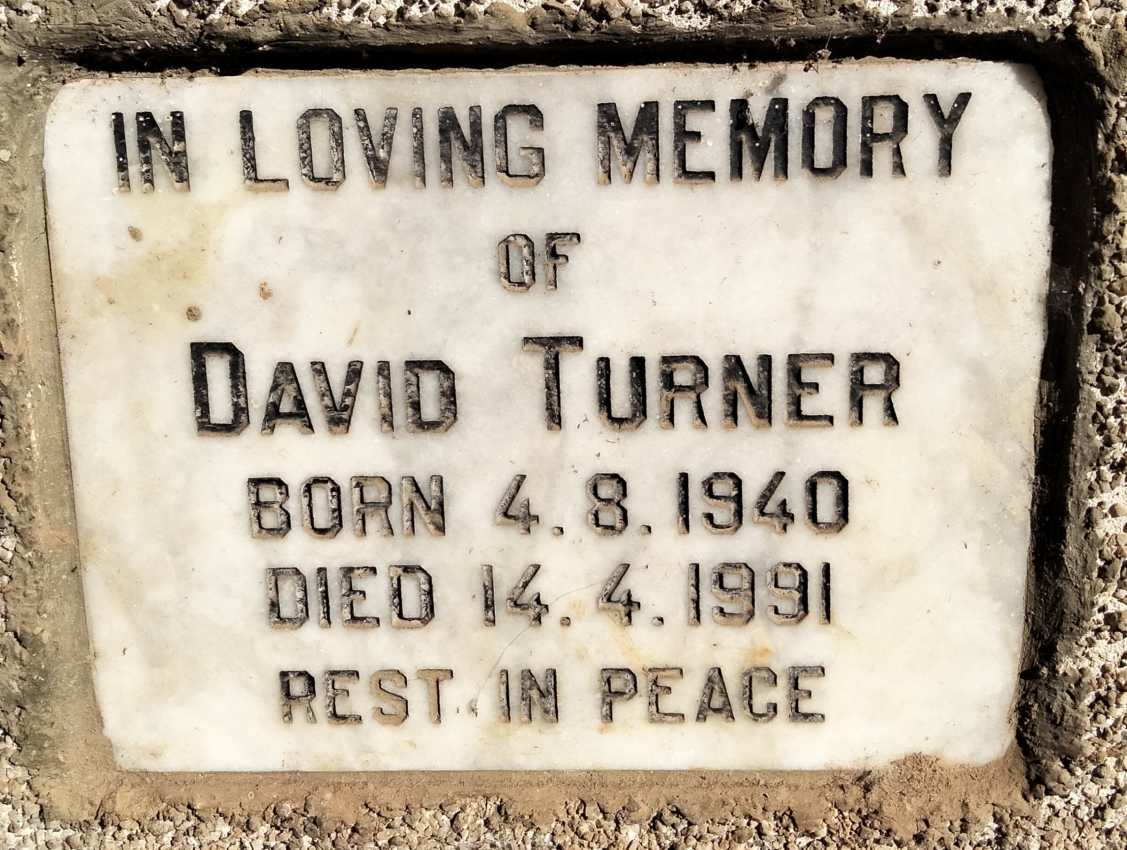 IN LOVING MEMORY
OF
DAVID TURNER
BORN 4.8.1940
DIED 14.4.1991
REST IN PEACE